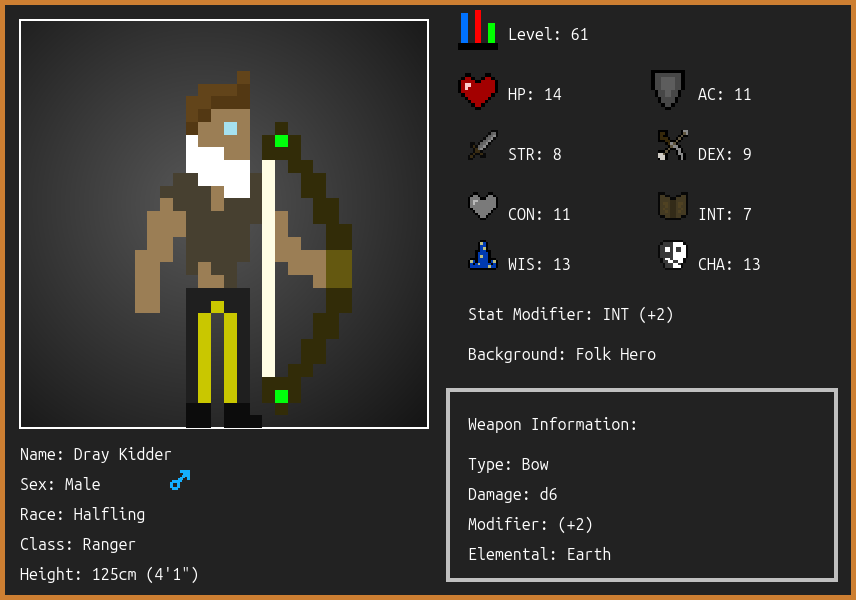 Level: 61
HP: 14
AC: 11
STR: 8
DEX: 9
CON: 11
INT: 7
WIS: 13
CHA: 13
Stat Modifier: INT (+2)
Background: Folk Hero
Weapon Information:
Type: Bow
Damage: d6
Modifier: (+2)
Elemental: Earth
Name: Dray Kidder
Sex: Male
Race: Halfling
Class: Ranger
Height: 125cm (4'1")